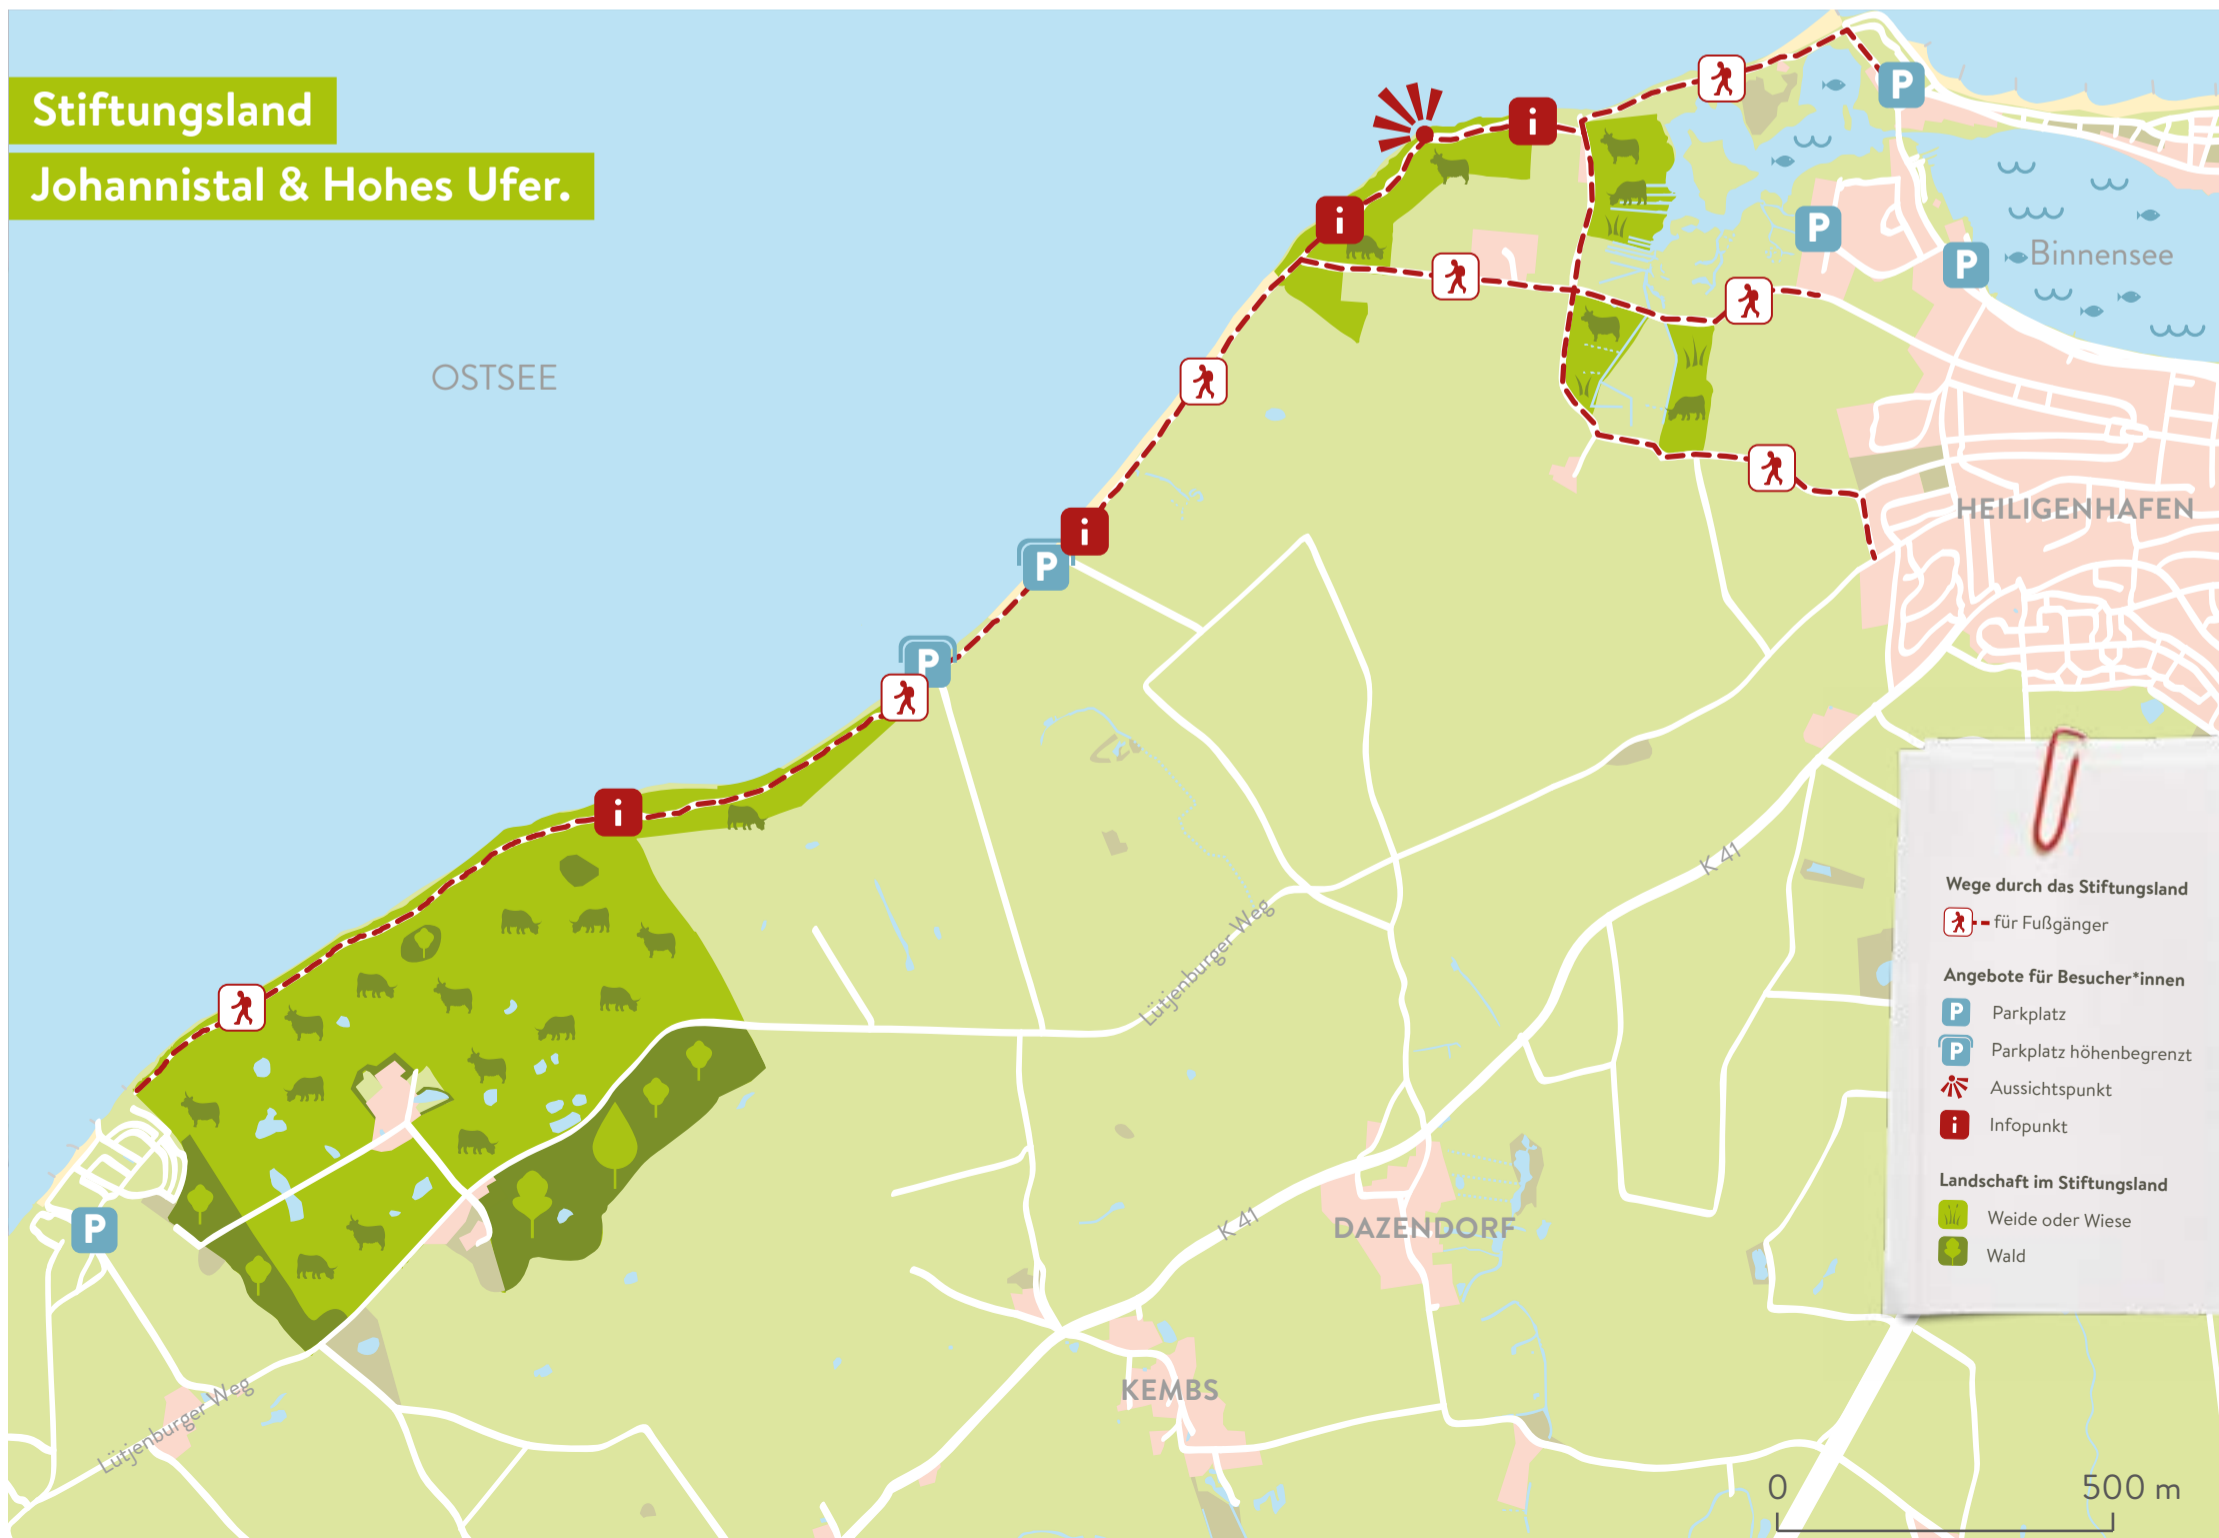 Stiftungsland
Johannistal & Hohes Ufer.
P
i
i
P
P
Binnensee
OSTSEE
HEILIGENHAFEN
i
P
P
i
K 41
Lütjenburger Weg
P
K 41
DAZENDORF
KEMBS
Lütjenburger Weg
Wege durch das Stiftungsland
für Fußgänger
Angebote für Besucher*innen
P Parkplatz
P Parkplatz höhenbegrenzt
Aussichtspunkt
i Infopunkt
Landschaft im Stiftungsland
Weide oder Wiese
Wald
0 500 m